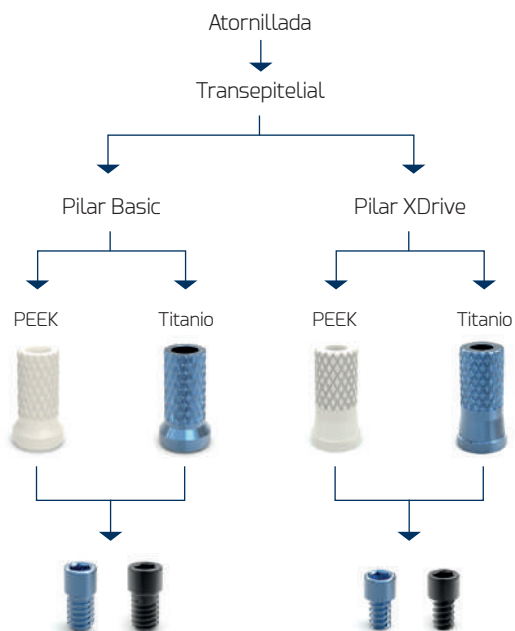 Atornillada
Transepitelial
Pilar Basic
Pilar XDrive
PEEK
Titanio
PEEK
Titanio